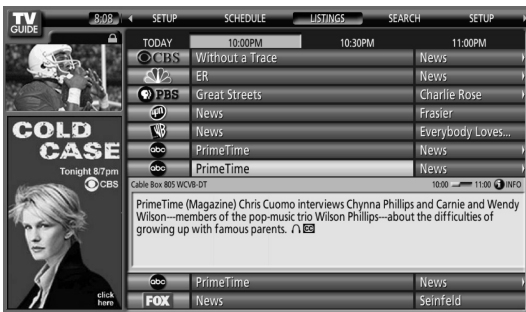 TV
GUIDE
8:08
SETUP SCHEDULE LISTINGS SEARCH SETUP
TODAY 10:00PM 10:30PM 11:00PM
CBS Without a Trace News
ER News
PBS Great Streets Charlie Rose
upn News Frasier
WB News Everybody Loves...
abc PrimeTime News
abc PrimeTime News
Cable Box 805 WCVB-DT 10:00 11:00 i INFO
PrimeTime (Magazine) Chris Cuomo interviews Chynna Phillips and Carnie and Wendy
Wilson---members of the pop-music trio Wilson Phillips---about the difficulties of
growing up with famous parents. CC
abc PrimeTime News
FOX News Seinfeld
COLD
CASE
Tonight 8/7pm
CBS
click
here